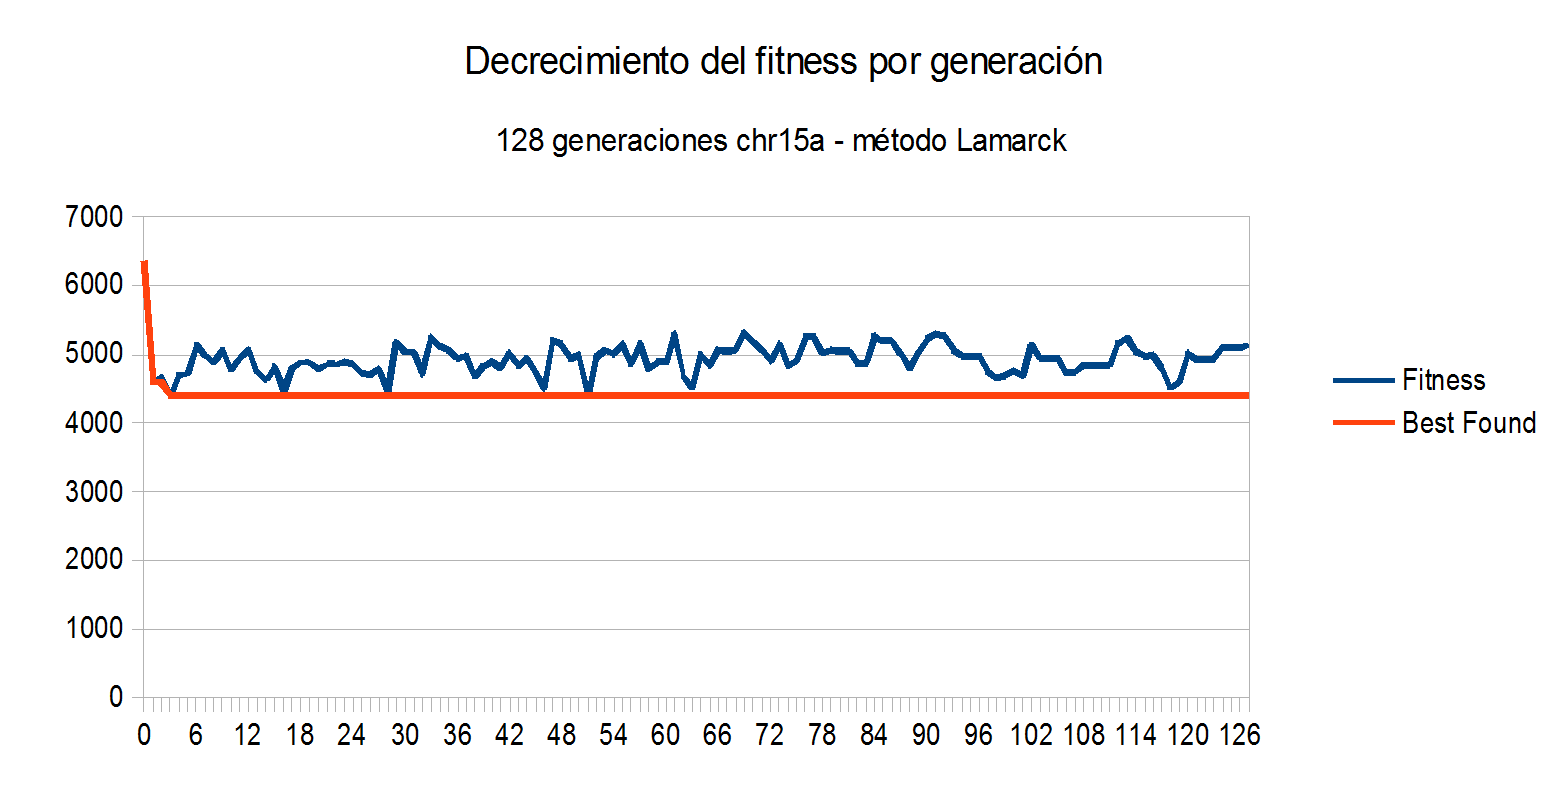 Decrecimiento del fitness por generación
128 generaciones chr15a - método Lamarck
7000
6000
5000
4000
3000
2000
1000
0
0 6 12 18 24 30 36 42 48 54 60 66 72 78 84 90 96 102 108 114 120 126
Fitness
Best Found